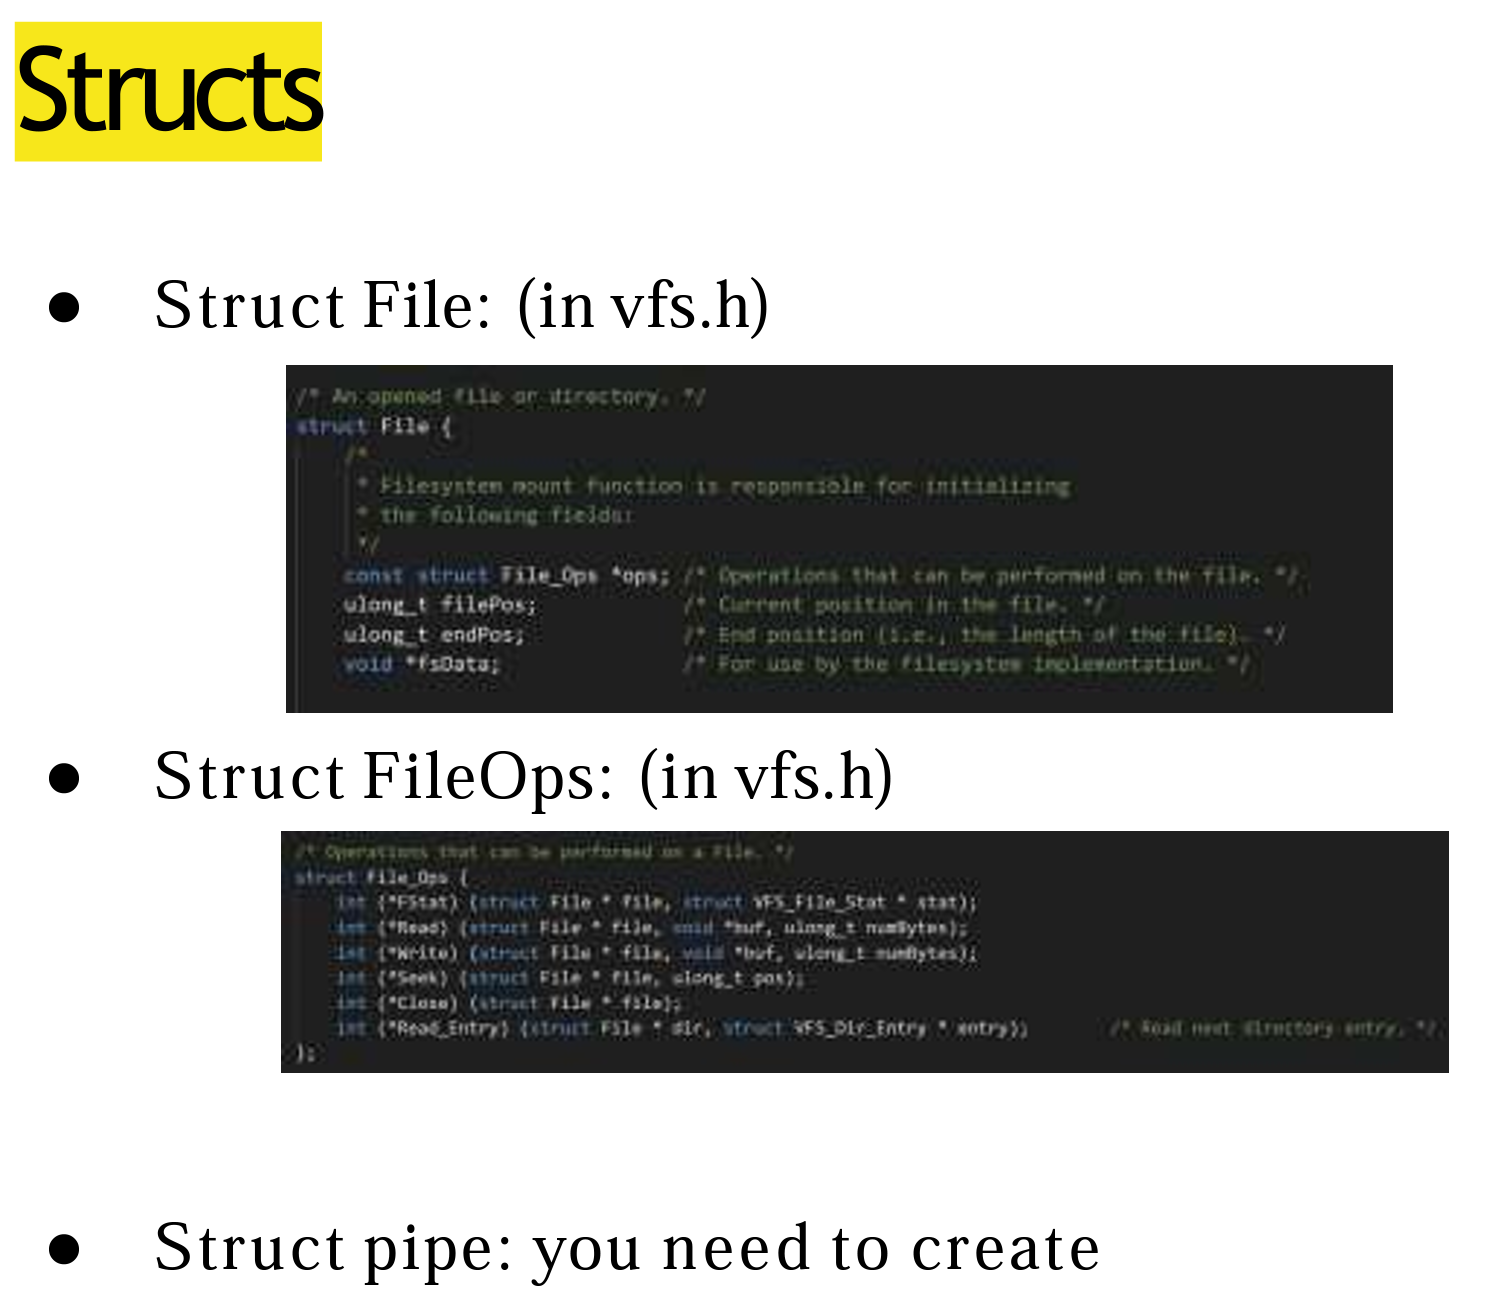 Structs
● Struct File: (in vfs.h)
/* An opened file or directory. */
struct File {
/*
* Filesystem mount function is responsible for initializing
* the following fields:
*/
const struct File_Ops *ops; /* Operations that can be performed on the file. */
ulong_t filePos; /* Current position in the file. */
ulong_t endPos; /* End position (i.e., the length of the file). */
void *fsData; /* For use by the filesystem implementation. */
● Struct FileOps: (in vfs.h)
/* Operations that can be performed on a File. */
struct File_Ops {
int (*FStat) (struct File * file, struct VFS_File_Stat * stat);
int (*Read) (struct File * file, void *buf, ulong_t numBytes);
int (*Write) (struct File * file, void *buf, ulong_t numBytes);
int (*Seek) (struct File * file, ulong_t pos);
int (*Close) (struct File * file);
int (*Read_Entry) (struct File * dir, struct VFS_Dir_Entry * entry); /* Read next directory entry. */
};
● Struct pipe: you need to create